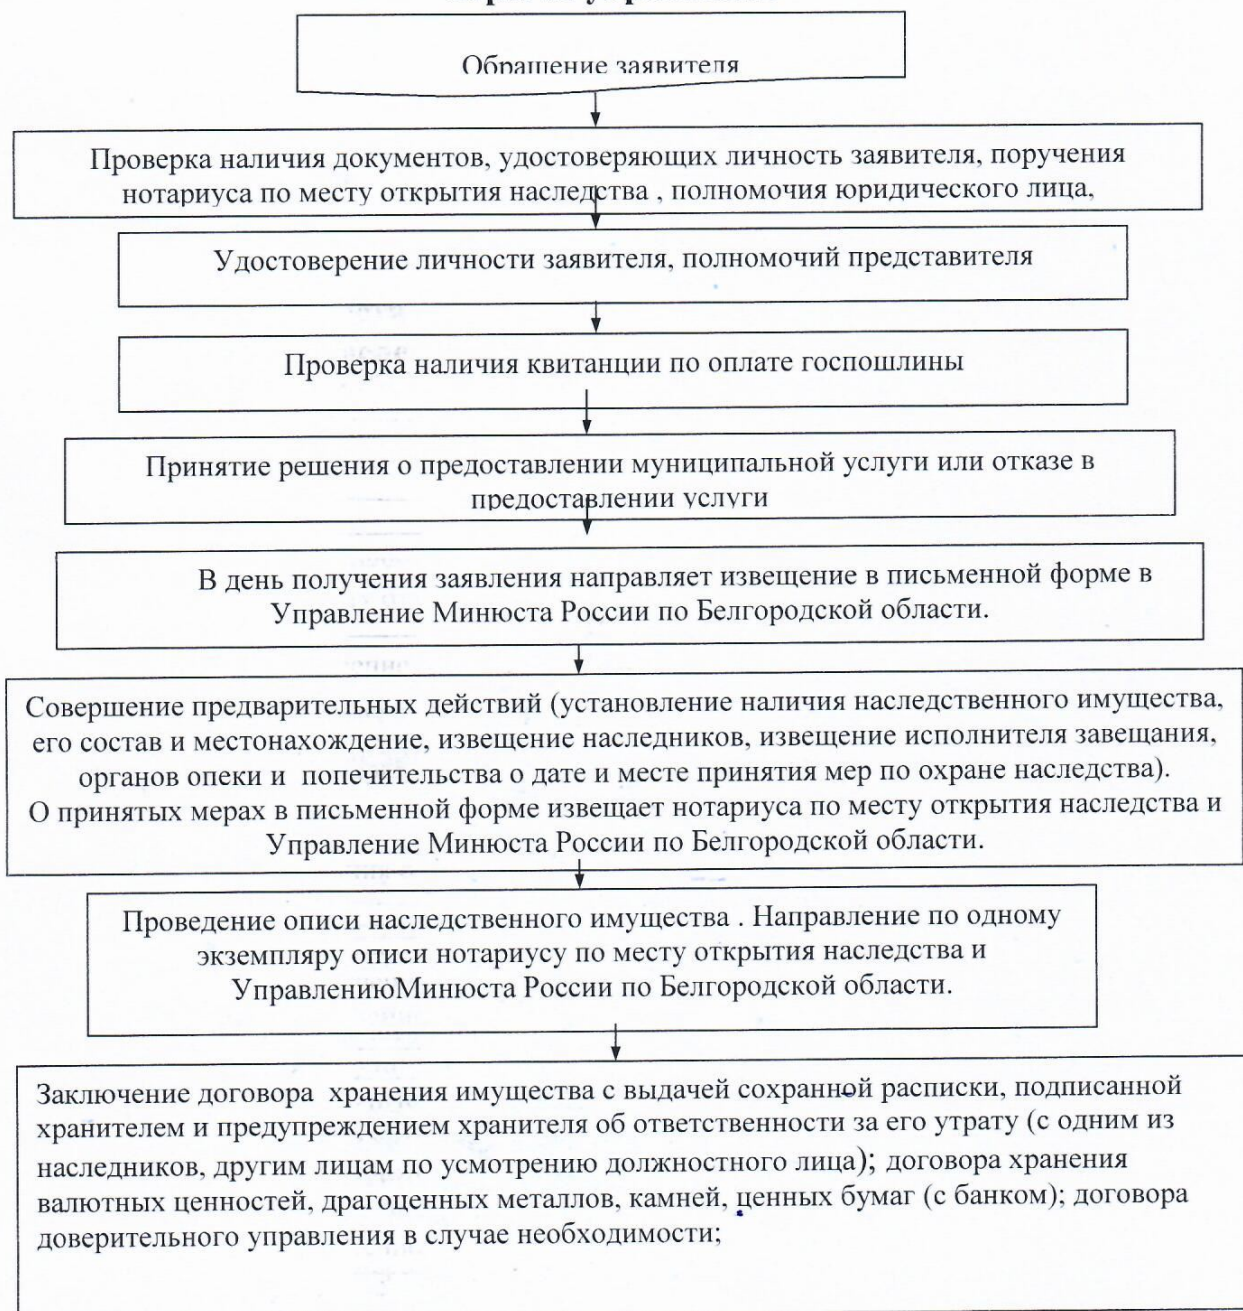 Обращение заявителя
Проверка наличия документов, удостоверяющих личность заявителя, поручения
нотариуса по месту открытия наследства , полномочия юридического лица,
Удостоверение личности заявителя, полномочий представителя
Проверка наличия квитанции по оплате госпошлины
Принятие решения о предоставлении муниципальной услуги или отказе в
предоставлении услуги
В день получения заявления направляет извещение в письменной форме в
Управление Минюста России по Белгородской области.
Совершение предварительных действий (установление наличия наследственного имущества,
его состав и местонахождение, извещение наследников, извещение исполнителя завещания,
органов опеки и попечительства о дате и месте принятия мер по охране наследства).
О принятых мерах в письменной форме извещает нотариуса по месту открытия наследства и
Управление Минюста России по Белгородской области.
Проведение описи наследственного имущества . Направление по одному
экземпляру описи нотариусу по месту открытия наследства и
УправлениюМинюста России по Белгородской области.
Заключение договора хранения имущества с выдачей сохранной расписки, подписанной
хранителем и предупреждением хранителя об ответственности за его утрату (с одним из
наследников, другим лицам по усмотрению должностного лица); договора хранения
валютных ценностей, драгоценных металлов, камней, ценных бумаг (с банком); договора
доверительного управления в случае необходимости;